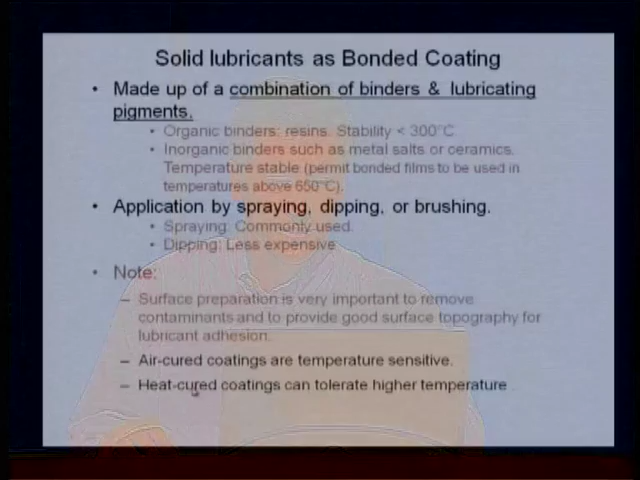 Solid lubricants as Bonded Coating
• Made up of a combination of binders & lubricating
pigments.
• Organic binders: resins. Stability < 300°C
• Inorganic binders such as metal salts or ceramics.
Temperature stable (permit bonded films to be used in
temperatures above 650°C).
• Application by spraying, dipping, or brushing.
• Spraying: Commonly used.
• Dipping: Less expensive
• Note:
– Surface preparation is very important to remove
contaminants and to provide good surface topography for
lubricant adhesion.
– Air-cured coatings are temperature sensitive.
– Heat-cured coatings can tolerate higher temperature